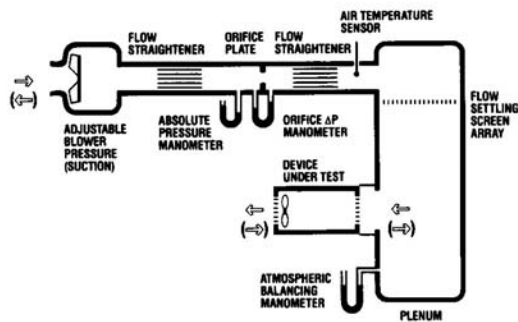 FLOW
STRAIGHTENER
ORIFICE
PLATE
FLOW
STRAIGHTENER
AIR TEMPERATURE
SENSOR
ADJUSTABLE
BLOWER
PRESSURE
(SUCTION)
ABSOLUTE
PRESSURE
MANOMETER
ORIFICE ΔP
MANOMETER
FLOW
SETTLING
SCREEN
ARRAY
DEVICE
UNDER TEST
ATMOSPHERIC
BALANCING
MANOMETER
PLENUM